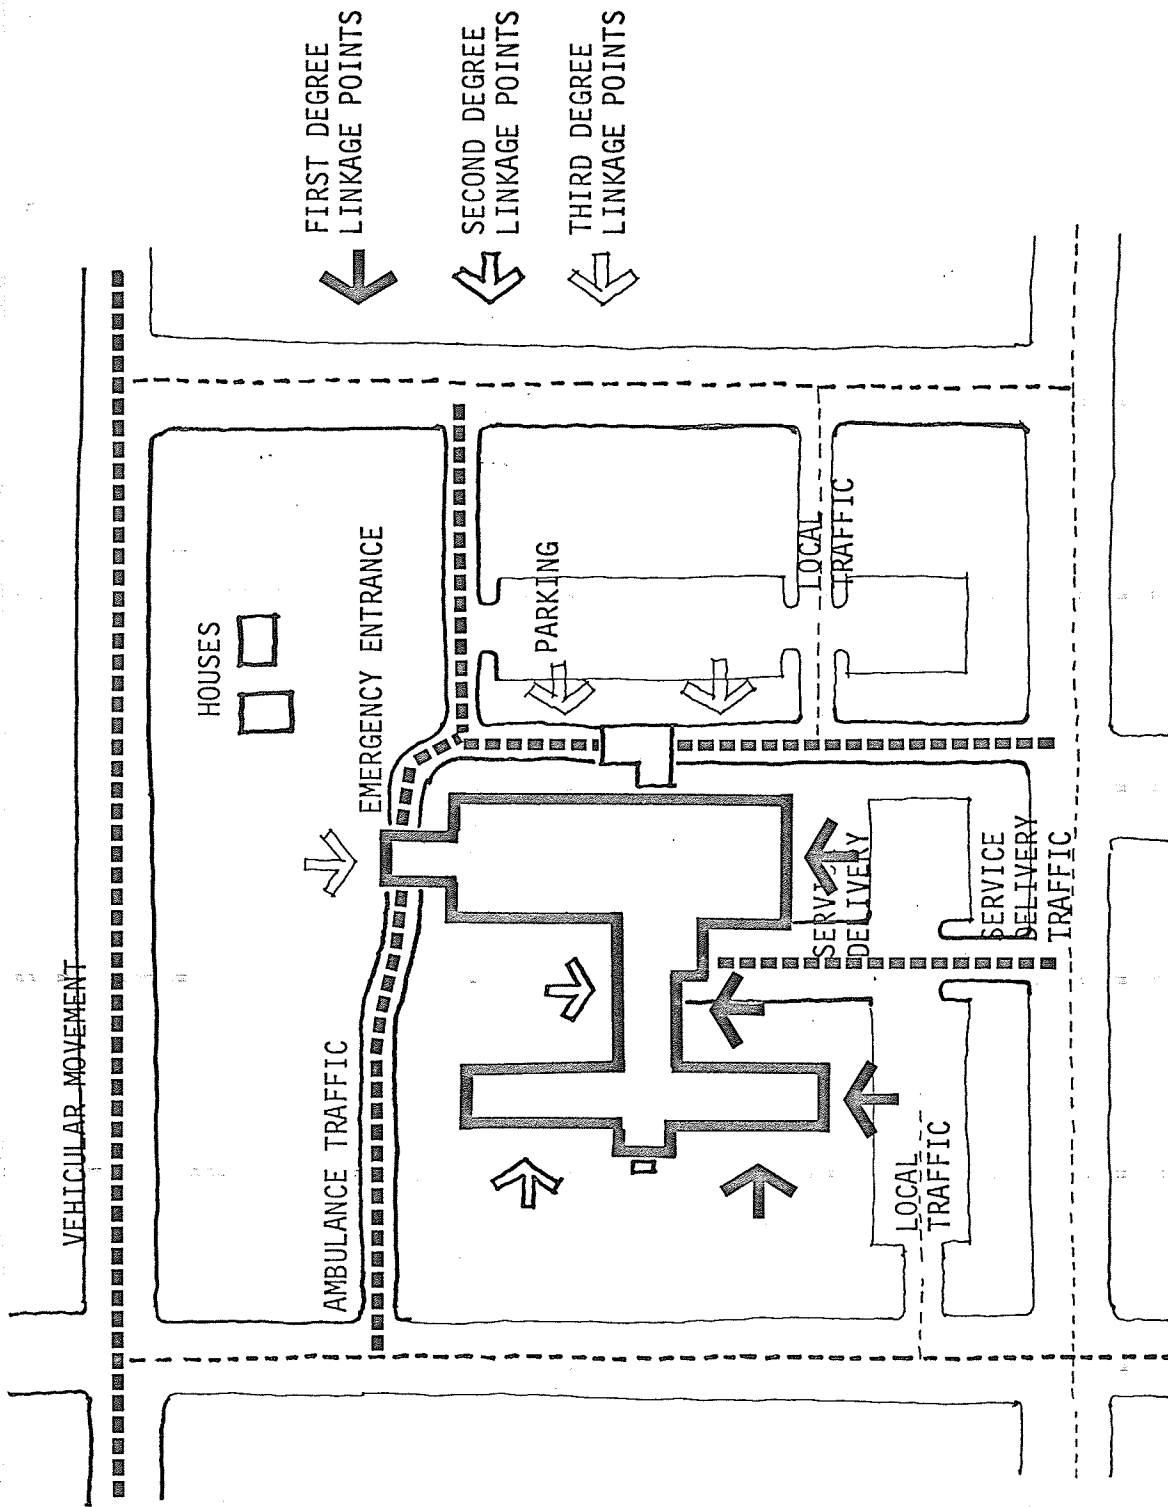 VEHICULAR MOVEMENT
HOUSES
AMBULANCE TRAFFIC
EMERGENCY ENTRANCE
FIRST DEGREE
LINKAGE POINTS
SECOND DEGREE
LINKAGE POINTS
PARKING
THIRD DEGREE
LINKAGE POINTS
LOCAL
TRAFFIC
SERVICE
DELIVERY
LOCAL
TRAFFIC
SERVICE
DELIVERY
TRAFFIC